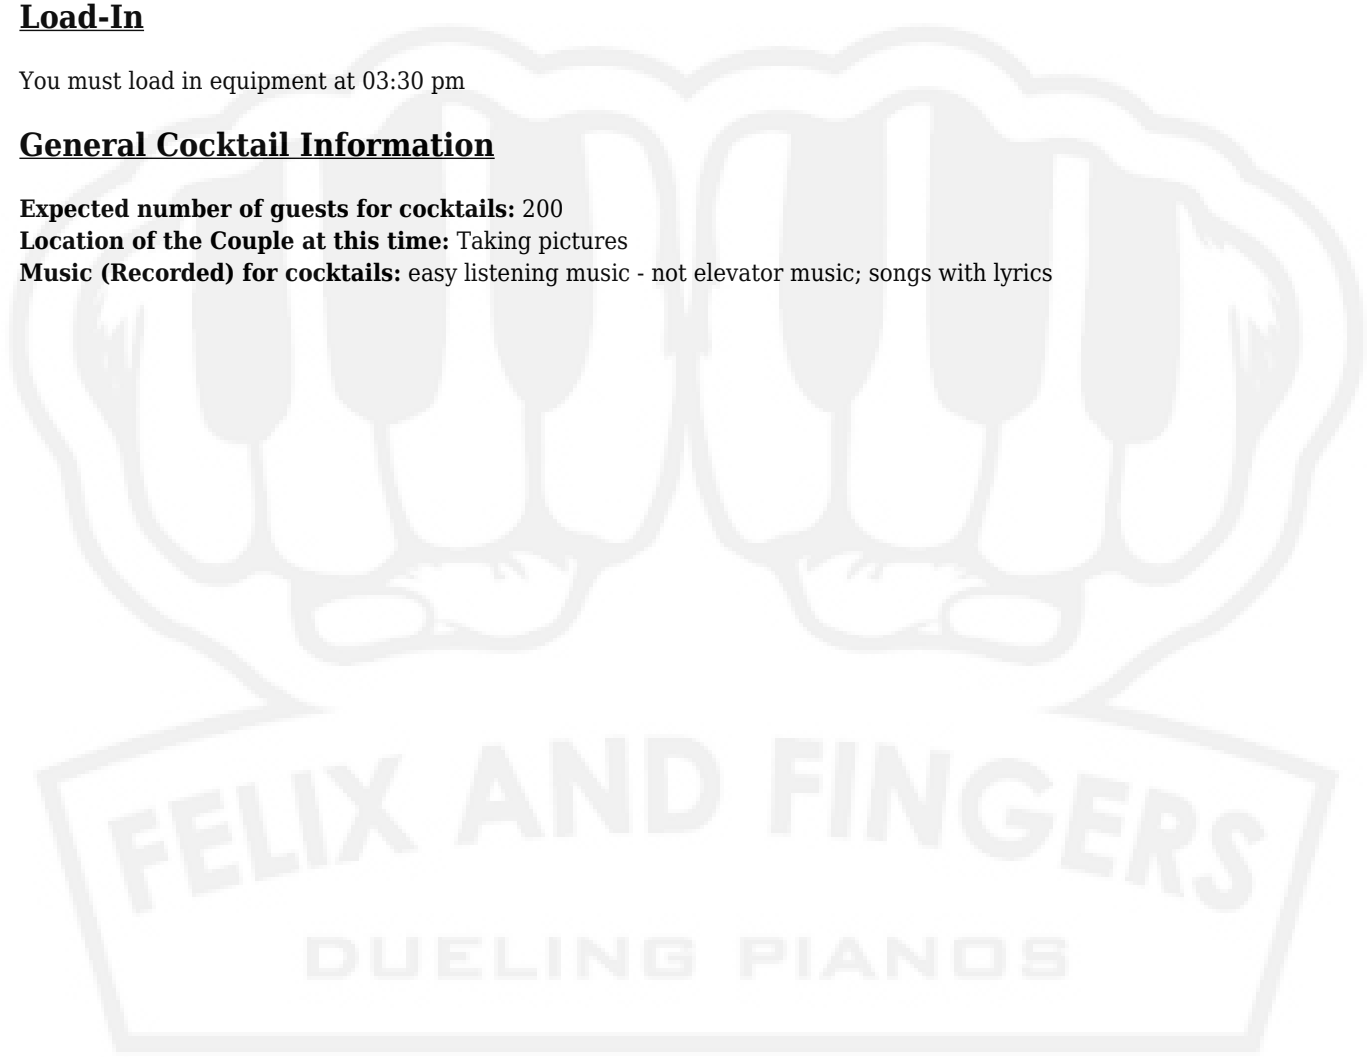 Load-In
You must load in equipment at 03:30 pm
General Cocktail Information
Expected number of guests for cocktails: 200
Location of the Couple at this time: Taking pictures
Music (Recorded) for cocktails: easy listening music - not elevator music; songs with lyrics
FELIX AND FINGERS
DUELING PIANOS